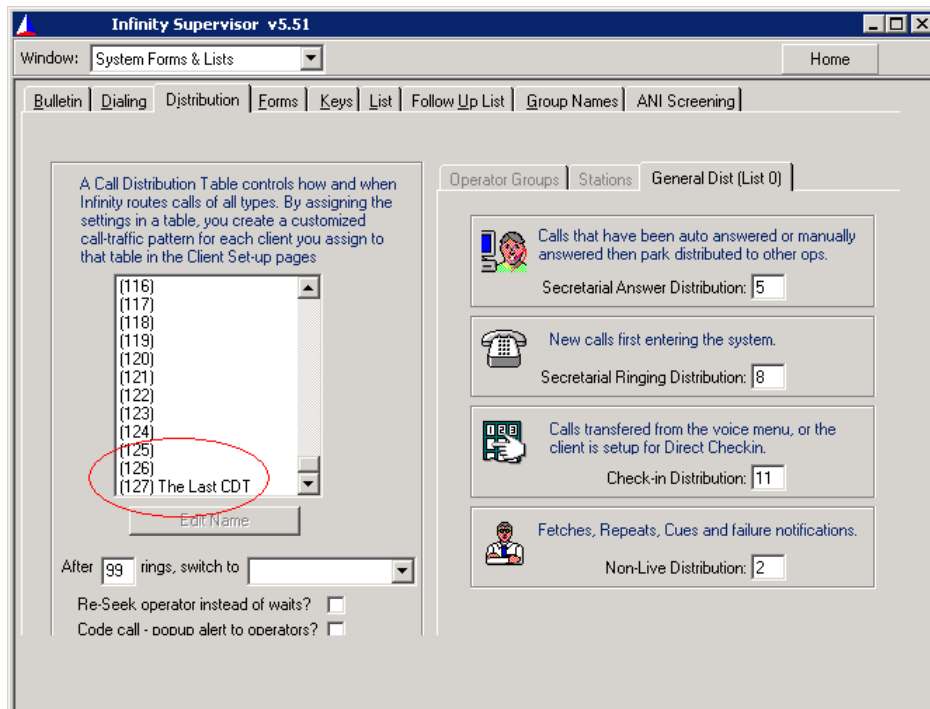 Infinity Supervisor v5.51
Window: System Forms & Lists Home
Bulletin Dialing Distribution Forms Keys List Follow Up List Group Names ANI Screening
A Call Distribution Table controls how and when
Infinity routes calls of all types. By assigning the
settings in a table, you create a customized
call-traffic pattern for each client you assign to
that table in the Client Set-up pages
(116)
(117)
(118)
(119)
(120)
(121)
(122)
(123)
(124)
(125)
(126)
(127) The Last CDT
Edit Name
After 99 rings, switch to
Re-Seek operator instead of waits?
Code call - popup alert to operators?
Operator Groups Stations General Dist (List 0)
Calls that have been auto answered or manually
answered then park distributed to other ops.
Secretarial Answer Distribution: 5
New calls first entering the system.
Secretarial Ringing Distribution: 8
Calls transfered from the voice menu, or the
client is setup for Direct Checkin.
Check-in Distribution: 11
Fetches, Repeats, Cues and failure notifications.
Non-Live Distribution: 2